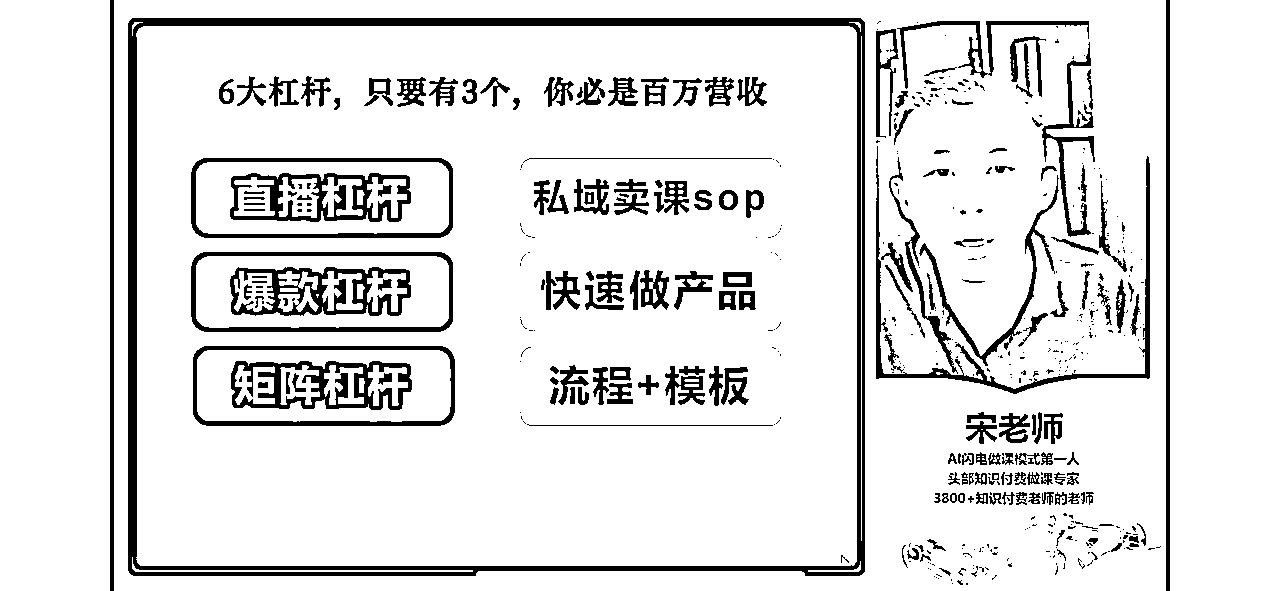 6大杠杆，只要有3个，你必是百万营收
直播杠杆
私域卖课sop
爆款杠杆
快速做产品
矩阵杠杆
流程+模板
宋老师
AI闪电做课模式第一人
头部知识付费做课专家
3800+知识付费老师的老师